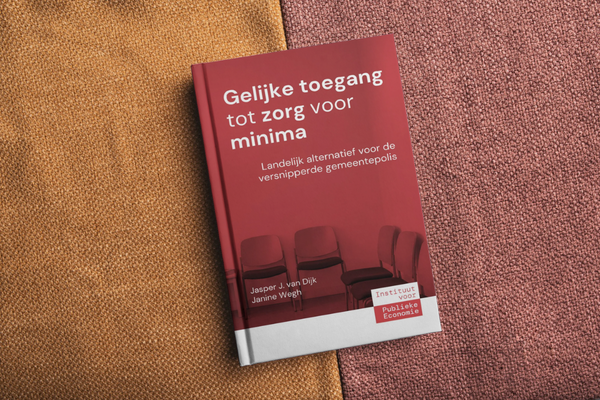 Gelijke toegang
tot zorg voor
minima
Landelijk alternatief voor de
versnipperde gemeentepolis
Jasper J. van Dijk
Janine Wegh
Instituut
voor
Publieke
Economie